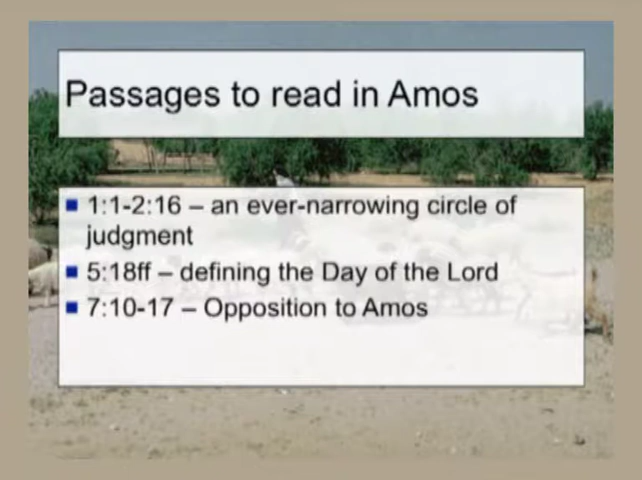 Passages to read in Amos
1:1-2:16 – an ever-narrowing circle of
judgment
5:18ff – defining the Day of the Lord
7:10-17 – Opposition to Amos